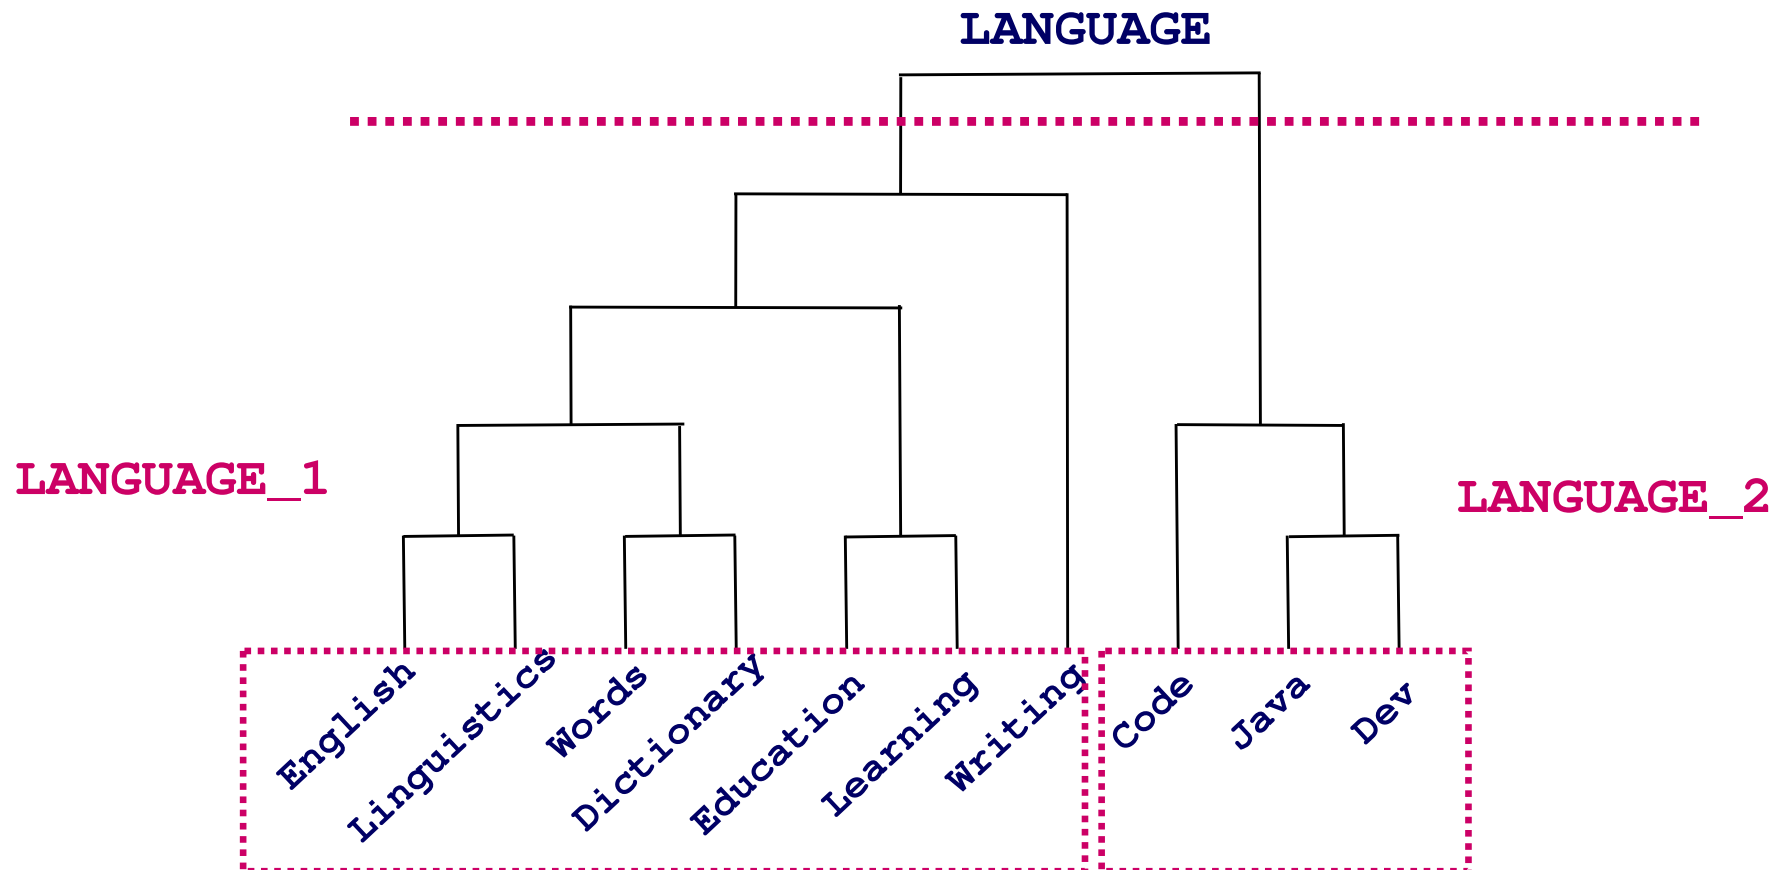 LANGUAGE
LANGUAGE_1
LANGUAGE_2
English
Linguistics
Words
Dictionary
Education
Learning
Writing
Code
Java
Dev